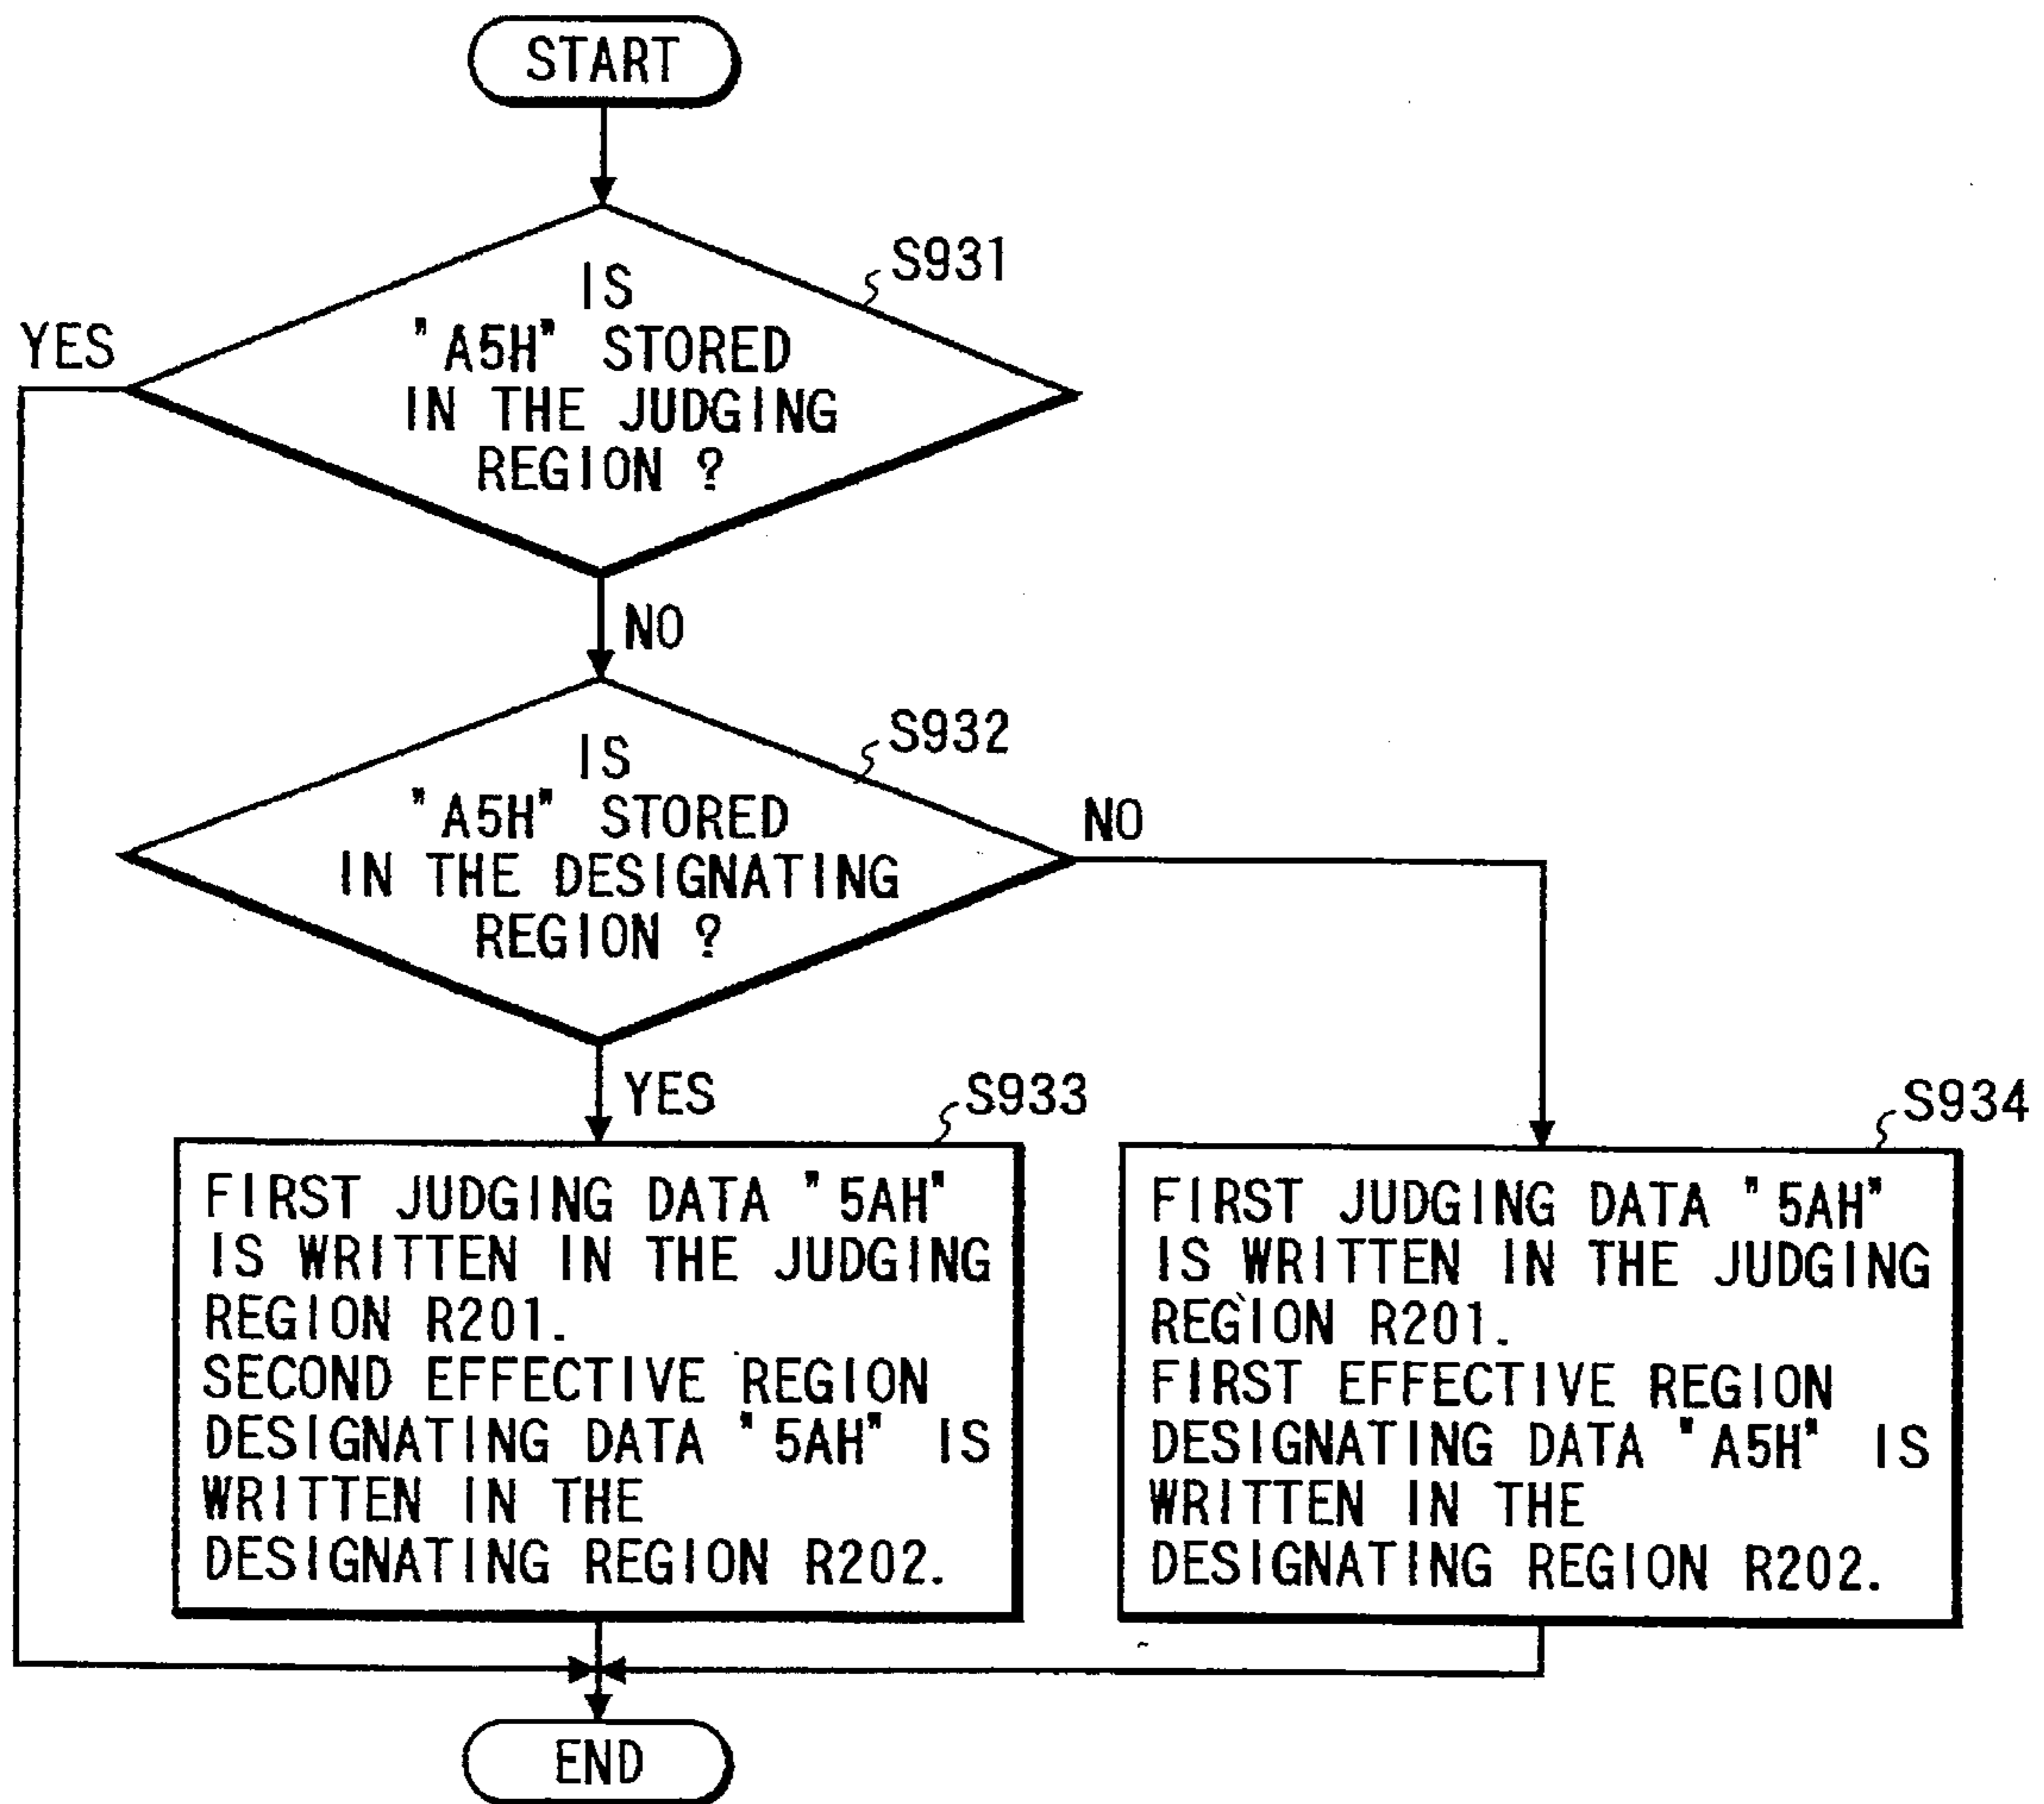 START
S931
IS
"A5H" STORED
IN THE JUDGING
REGION ?
YES
NO
S932
IS
"A5H" STORED
IN THE DESIGNATING
REGION ?
NO
YES
S933
FIRST JUDGING DATA "5AH"
IS WRITTEN IN THE JUDGING
REGION R201.
SECOND EFFECTIVE REGION
DESIGNATING DATA "5AH" IS
WRITTEN IN THE
DESIGNATING REGION R202.
S934
FIRST JUDGING DATA "5AH"
IS WRITTEN IN THE JUDGING
REGION R201.
FIRST EFFECTIVE REGION
DESIGNATING DATA "A5H" IS
WRITTEN IN THE
DESIGNATING REGION R202.
END